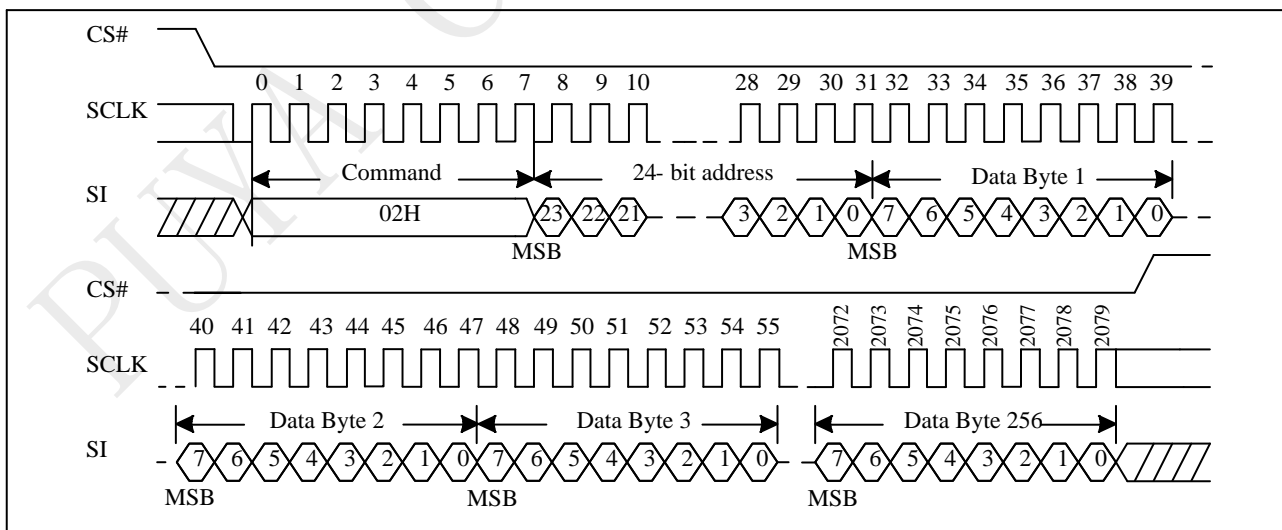 PUYA
CS#
0 1 2 3 4 5 6 7 8 9 10 28 29 30 31 32 33 34 35 36 37 38 39
SCLK
Command 24- bit address Data Byte 1
SI
02H 23 22 21 3 2 1 0 7 6 5 4 3 2 1 0
MSB MSB
CS#
40 41 42 43 44 45 46 47 48 49 50 51 52 53 54 55 2072 2073 2074 2075 2076 2077 2078 2079
SCLK
Data Byte 2 Data Byte 3 Data Byte 256
SI
7 6 5 4 3 2 1 0 7 6 5 4 3 2 1 0 7 6 5 4 3 2 1 0
MSB MSB MSB